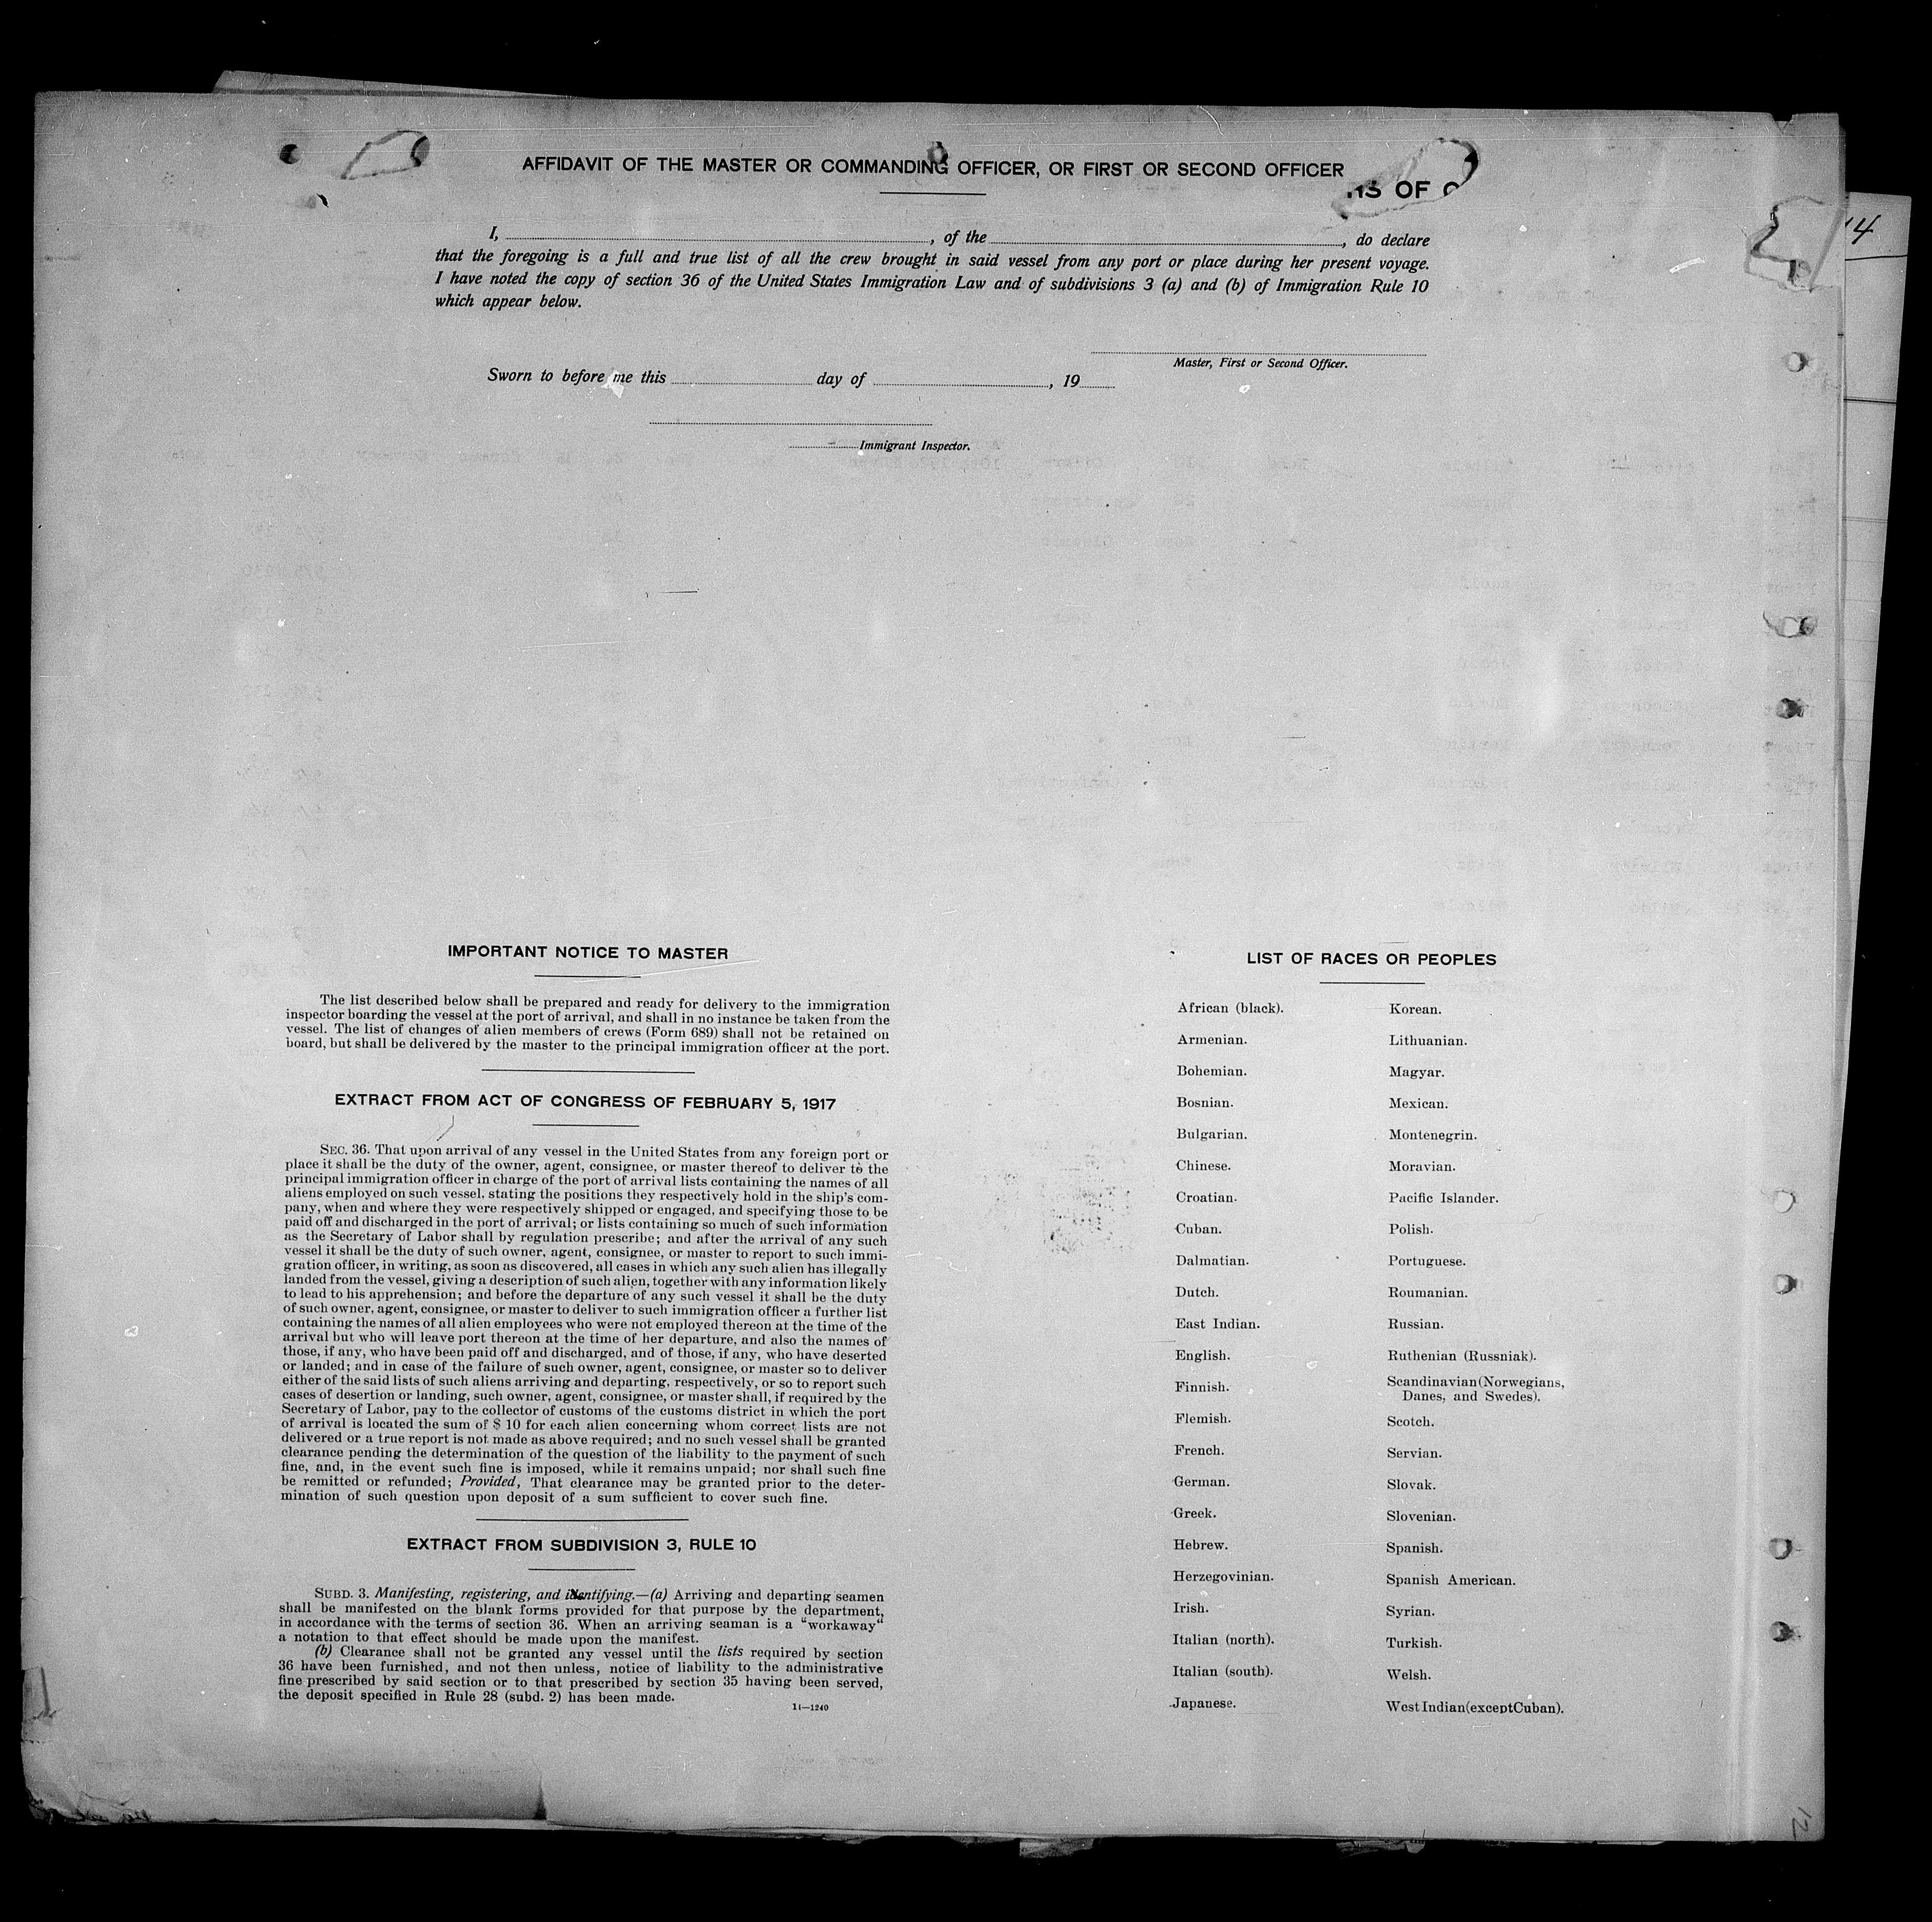 AFFIDAVIT OF THE MASTER OR COMMANDING OFFICER, OR FIRST OR SECOND OFFICER
OF
14
I, , of the , do declare
that the foregoing is a full and true list of all the crew brought in said vessel from any port or place during her present voyage.
I have noted the copy of section 36 of the United States Immigration Law and of subdivisions 3 (a) and (b) of Immigration Rule 10
which appear below.
Master, First or Second Officer.
Sworn to before me this day of , 19
Immigrant Inspector.
IMPORTANT NOTICE TO MASTER
The list described below shall be prepared and ready for delivery to the immigration
inspector boarding the vessel at the port of arrival, and shall in no instance be taken from the
vessel. The list of changes of alien members of crews (Form 689) shall not be retained on
board, but shall be delivered by the master to the principal immigration officer at the port.
EXTRACT FROM ACT OF CONGRESS OF FEBRUARY 5, 1917
SEC. 36. That upon arrival of any vessel in the United States from any foreign port or
place it shall be the duty of the owner, agent, consignee, or master thereof to deliver to the
principal immigration officer in charge of the port of arrival lists containing the names of all
aliens employed on such vessel, stating the positions they respectively hold in the ship's com-
pany, when and where they were respectively shipped or engaged, and specifying those to be
paid off and discharged in the port of arrival; or lists containing so much of such information
as the Secretary of Labor shall by regulation prescribe; and after the arrival of any such
vessel it shall be the duty of such owner, agent, consignee, or master to report to such immi-
gration officer, in writing, as soon as discovered, all cases in which any such alien has illegally
landed from the vessel, giving a description of such alien, together with any information likely
to lead to his apprehension; and before the departure of any such vessel it shall be the duty
of such owner, agent, consignee, or master to deliver to such immigration officer a further list
containing the names of all alien employees who were not employed thereon at the time of the
arrival but who will leave port thereon at the time of her departure, and also the names of
those, if any, who have been paid off and discharged, and of those, if any, who have deserted
or landed; and in case of the failure of such owner, agent, consignee, or master so to deliver
either of the said lists of such aliens arriving and departing, respectively, or so to report such
cases of desertion or landing, such owner, agent, consignee, or master shall, if required by the
Secretary of Labor, pay to the collector of customs of the customs district in which the port
of arrival is located the sum of $ 10 for each alien concerning whom correct lists are not
delivered or a true report is not made as above required; and no such vessel shall be granted
clearance pending the determination of the question of the liability to the payment of such
fine, and, in the event such fine is imposed, while it remains unpaid; nor shall such fine
be remitted or refunded; Provided, That clearance may be granted prior to the deter-
mination of such question upon deposit of a sum sufficient to cover such fine.
EXTRACT FROM SUBDIVISION 3, RULE 10
SUBD. 3. Manifesting, registering, and identifying.—(a) Arriving and departing seamen
shall be manifested on the blank forms provided for that purpose by the department,
in accordance with the terms of section 36. When an arriving seaman is a “workaway“
a notation to that effect should be made upon the manifest.
(b) Clearance shall not be granted any vessel until the lists required by section
36 have been furnished, and not then unless, notice of liability to the administrative
fine prescribed by said section or to that prescribed by section 35 having been served,
the deposit specified in Rule 28 (subd. 2) has been made.
14—1240
LIST OF RACES OR PEOPLES
African (black).
Armenian.
Bohemian.
Bosnian.
Bulgarian.
Chinese.
Croatian.
Cuban.
Dalmatian.
Dutch.
East Indian.
English.
Finnish.
Flemish.
French.
German.
Greek.
Hebrew.
Herzegovinian.
Irish.
Italian (north).
Italian (south).
Japanese.
Korean.
Lithuanian.
Magyar.
Mexican.
Montenegrin.
Moravian.
Pacific Islander.
Polish.
Portuguese.
Roumanian.
Russian.
Ruthenian (Russniak).
Scandinavian (Norwegians,
Danes, and Swedes).
Scotch.
Servian.
Slovak.
Slovenian.
Spanish.
Spanish American.
Syrian.
Turkish.
Welsh.
West Indian (except Cuban).
12